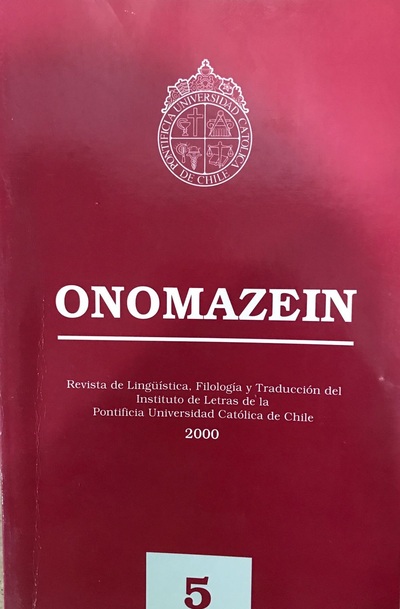 PONTIFICIA UNIVERSIDAD CATOLICA DE CHILE
ONOMAZEIN
Revista de Lingüística, Filología y Traducción del
Instituto de Letras de la
Pontificia Universidad Católica de Chile
2000
5